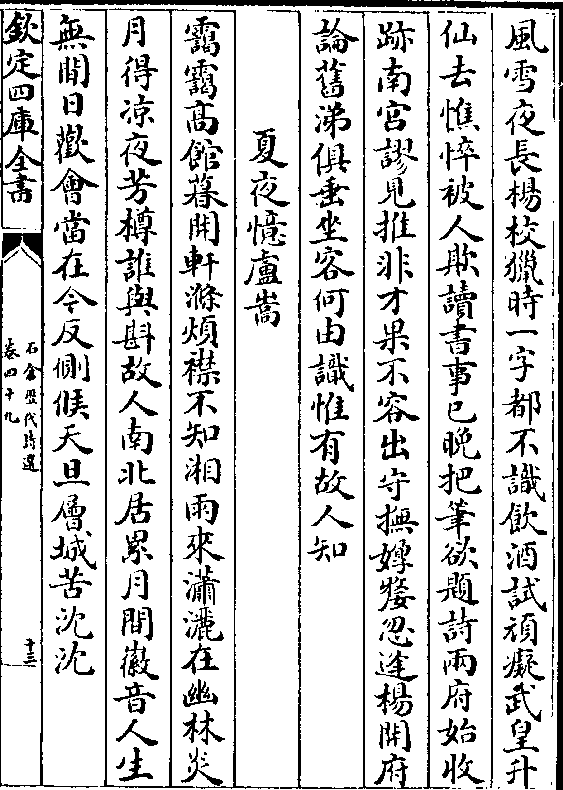 風雪夜長楊校獵時一字都不識飲酒試頑癡武皇升
仙去憔悴被人欺讀書事已晚把筆欲題詩兩府始收
跡南宫謬見推非才果不容出守撫惸嫠忽逢楊開府
論舊涕俱垂坐客何由識惟有故人知
夏夜憶盧嵩
靄靄高館暮開軒滌煩襟不知湘雨來瀟灑在幽林炎
月得凉夜芳樽誰與斟故人南北居累月間徽音人生
無閒日歡會當在今反側候天旦層城苦沈沈
欽定四庫全書
石倉歷代詩選
卷四十九
十三